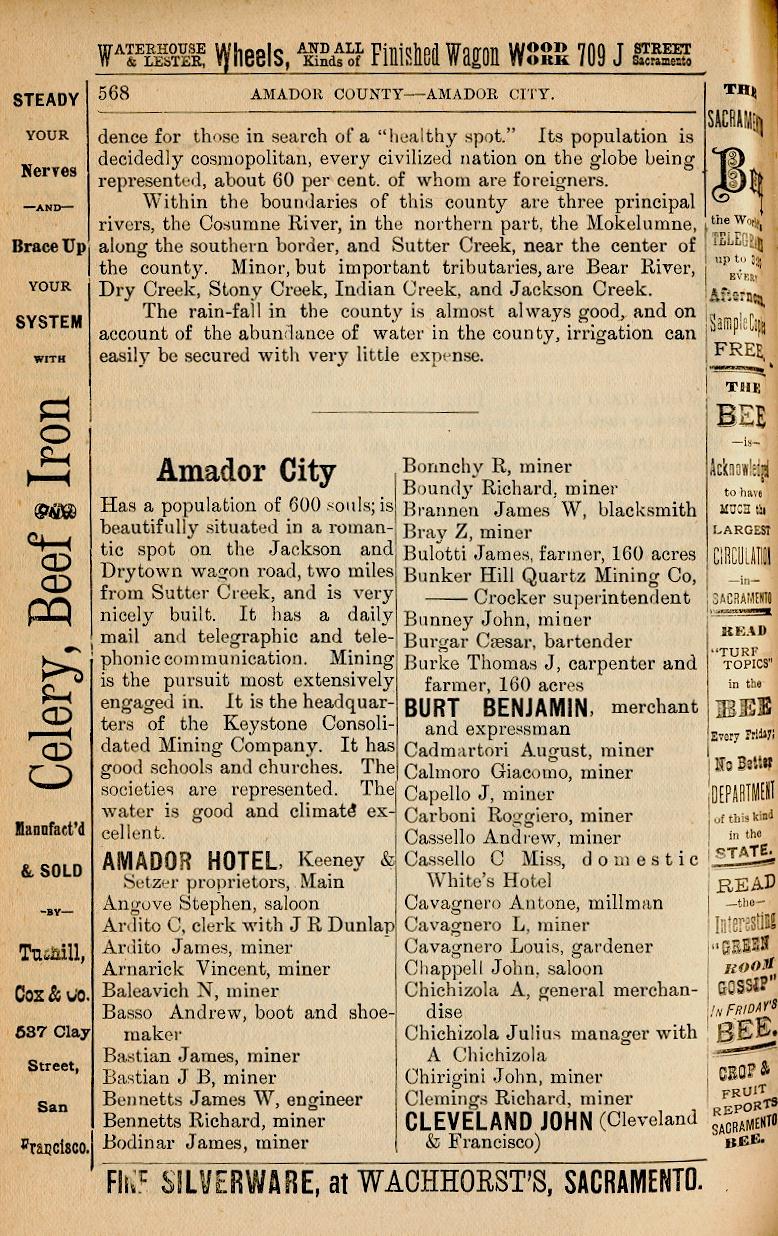 WATERHOUSE & LESTER, Wheels, AND ALL Kinds of Finished Wagon WOOD WORK 709 J STREET Sacramento
568 AMADOR COUNTY—AMADOR CITY.
dence for those in search of a "healthy spot." Its population is
decidedly cosmopolitan, every civilized nation on the globe being
represented, about 60 per cent. of whom are foreigners.
Within the boundaries of this county are three principal
rivers, the Cosumne River, in the northern part, the Mokelumne,
along the southern border, and Sutter Creek, near the center of
the county. Minor, but important tributaries, are Bear River,
Dry Creek, Stony Creek, Indian Creek, and Jackson Creek.
The rain-fall in the county is almost always good, and on
account of the abundance of water in the county, irrigation can
easily be secured with very little expense.
Amador City
Has a population of 600 souls; is
beautifully situated in a roman-
tic spot on the Jackson and
Drytown wagon road, two miles
from Sutter Creek, and is very
nicely built. It has a daily
mail and telegraphic and tele-
phonic communication. Mining
is the pursuit most extensively
engaged in. It is the headquar-
ters of the Keystone Consoli-
dated Mining Company. It has
good schools and churches. The
societies are represented. The
water is good and climate ex-
cellent.
AMADOR HOTEL, Keeney &
Setzer proprietors, Main
Angove Stephen, saloon
Ardito C, clerk with J R Dunlap
Ardito James, miner
Arnarick Vincent, miner
Baleavich N, miner
Basso Andrew, boot and shoe-
maker
Bastian James, miner
Bastian J B, miner
Bennetts James W, engineer
Bennetts Richard, miner
Bodinar James, miner
Bonnchy R, miner
Boundy Richard, miner
Brannen James W, blacksmith
Bray Z, miner
Bulotti James, farmer, 160 acres
Bunker Hill Quartz Mining Co,
—— Crocker superintendent
Bunney John, miner
Burgar Cæsar, bartender
Burke Thomas J, carpenter and
farmer, 160 acres
BURT BENJAMIN, merchant
and expressman
Cadmartori August, miner
Calmoro Giacomo, miner
Capello J, miner
Carboni Roggiero, miner
Cassello Andrew, miner
Cassello C Miss, domestic
White's Hotel
Cavagnero Antone, millman
Cavagnero L, miner
Cavagnero Louis, gardener
Chappell John, saloon
Chichizola A, general merchan-
dise
Chichizola Julius manager with
A Chichizola
Chirigini John, miner
Clemings Richard, miner
CLEVELAND JOHN (Cleveland
& Francisco)
STEADY
YOUR
Nerves
—AND—
Brace Up
YOUR
SYSTEM
WITH
Celery, Beef and Iron
Manufact'd
& SOLD
-BY-
Tuthill,
Cox & Co.
537 Clay
Street,
San
Francisco.
THE
SACRAMENTO
BEE
the World's
TELEGRAMS
up to
EVERY
Afternoon,
Sample Copies
FREE,
THE
BEE
—is—
Acknowledged
to have
MUCH the
LARGEST
CIRCULATION
—in—
SACRAMENTO
READ
"TURF
TOPICS"
in the
BEE
Every Friday;
No Better
DEPARTMENT
of this kind
in the
STATE.
READ
—the—
Interesting
"GREEN
ROOM
GOSSIP"
IN FRIDAY'S
BEE.
CROP &
FRUIT
REPORTS
SACRAMENTO
BEE.
FINE SILVERWARE, at WACHHORST'S, SACRAMENTO.